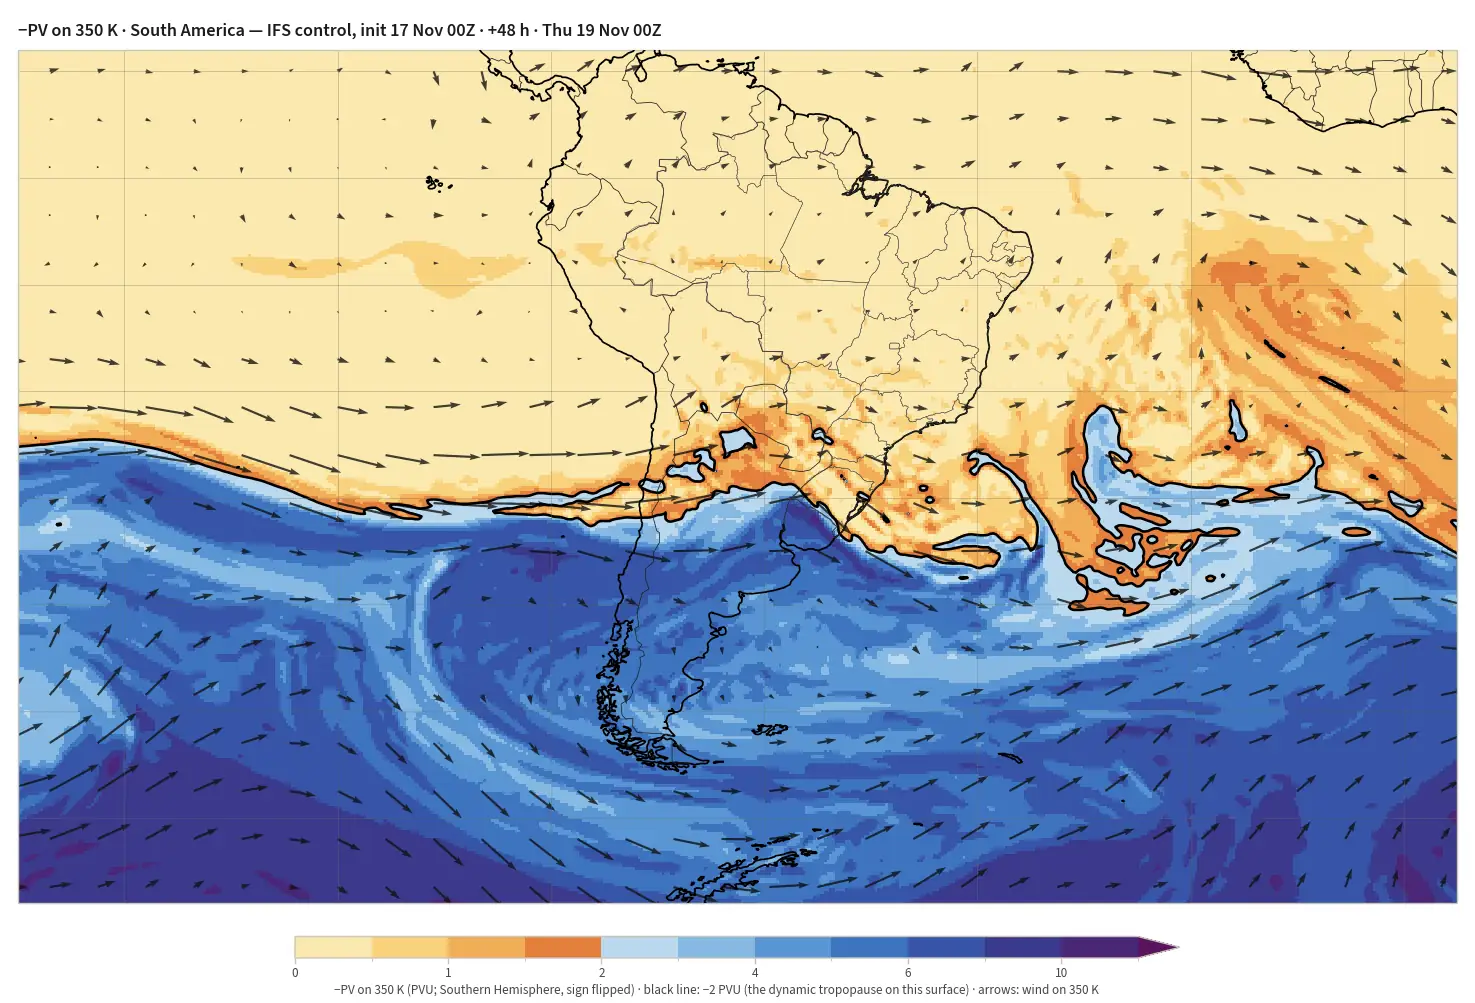 −PV on 350 K · South America — IFS control, init 17 Nov 00Z · +48 h · Thu 19 Nov 00Z
0 1 2 4 6 10
−PV on 350 K (PVU; Southern Hemisphere, sign flipped) · black line: −2 PVU (the dynamic tropopause on this surface) · arrows: wind on 350 K